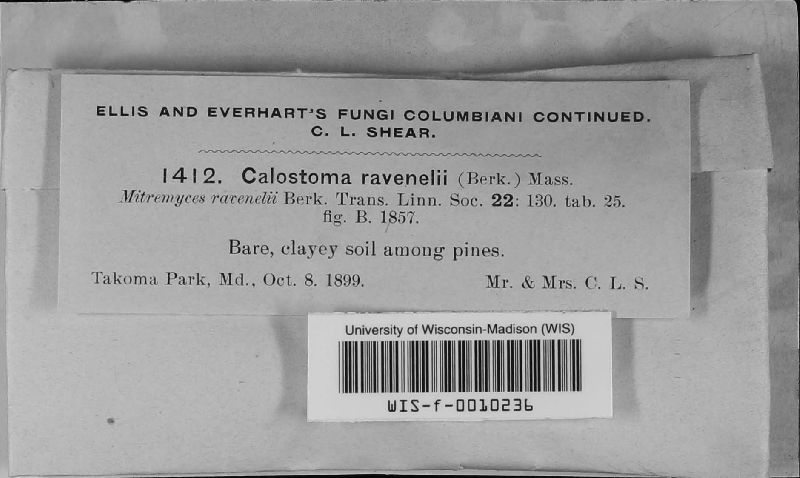 ELLIS AND EVERHART'S FUNGI COLUMBIANI CONTINUED.
C. L. SHEAR.
1412. Calostoma ravenelii (Berk.) Mass.
Mitremyces ravenelii Berk. Trans. Linn. Soc. 22: 130. tab. 25.
fig. B. 1857.
Bare, clayey soil among pines.
Takoma Park, Md., Oct. 8. 1899. Mr. & Mrs. C. L. S.
University of Wisconsin-Madison (WIS)
WIS-f-0010236